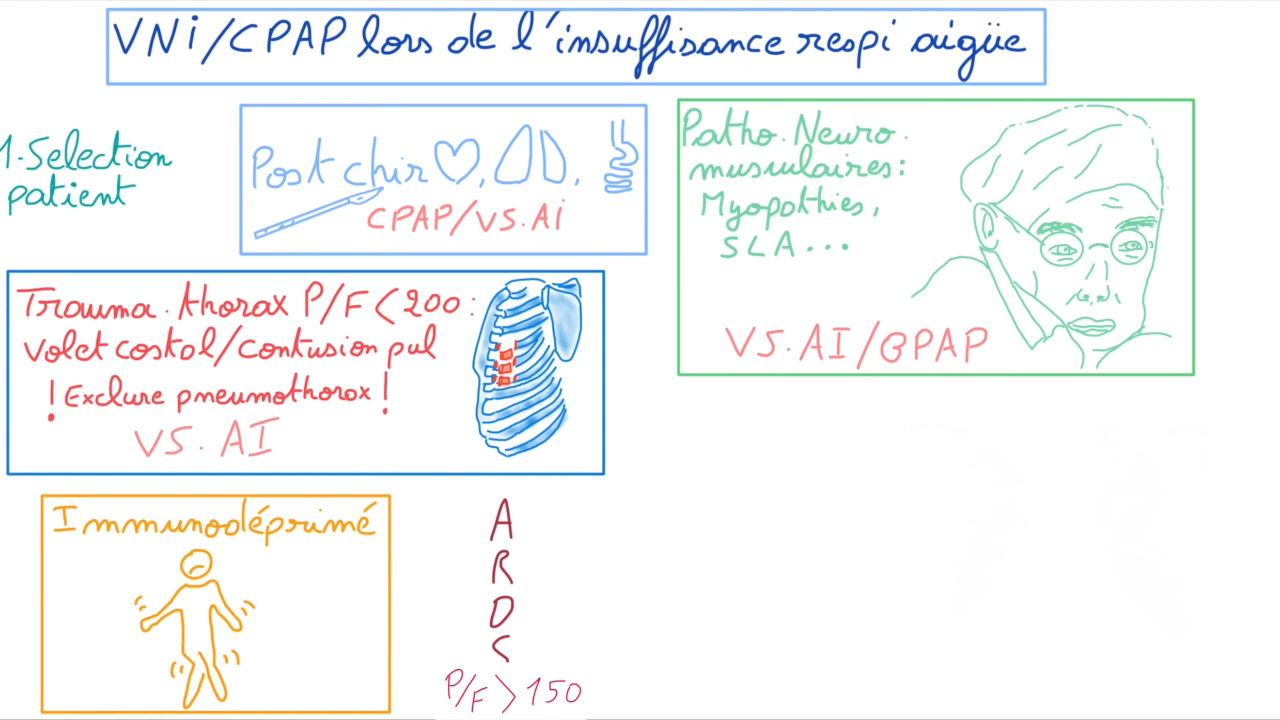 VNi/CPAP lors de l'insuffisance respi aigüe
1-Selection
patient
Post chir
CPAP/VS.Ai
Patho.Neuro.
musculaires:
Myopathies,
SLA...
VS.AI/BPAP
Trauma.thorax P/F<200:
Volet costal/contusion pul
! Exclure pneumothorax !
VS.AI
Immunodéprimé
A
R
D
S
P/F > 150